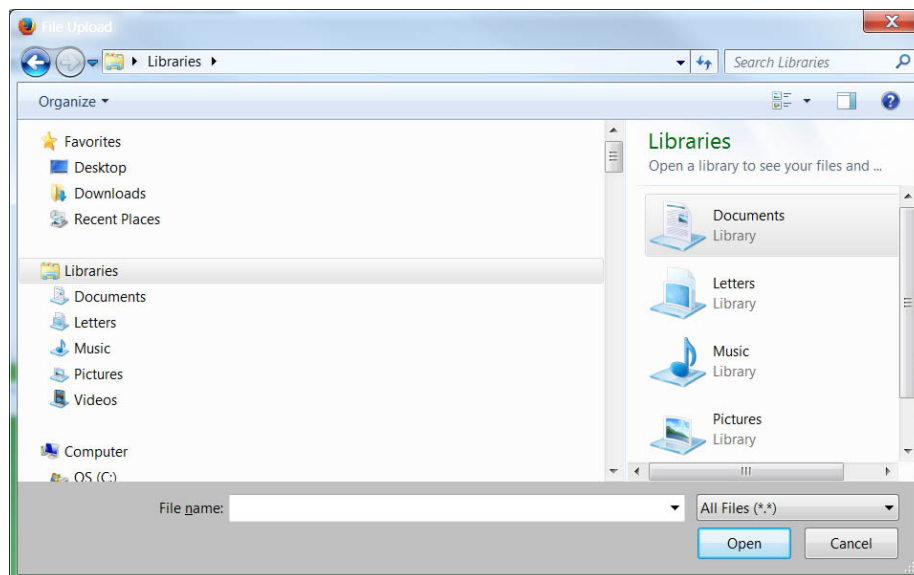 File Upload
Libraries
Search Libraries
Organize
Favorites
Desktop
Downloads
Recent Places
Libraries
Documents
Letters
Music
Pictures
Videos
Computer
OS (C:)
Libraries
Open a library to see your files and ...
Documents
Library
Letters
Library
Music
Library
Pictures
Library
File name:
All Files (*.*)
Open
Cancel